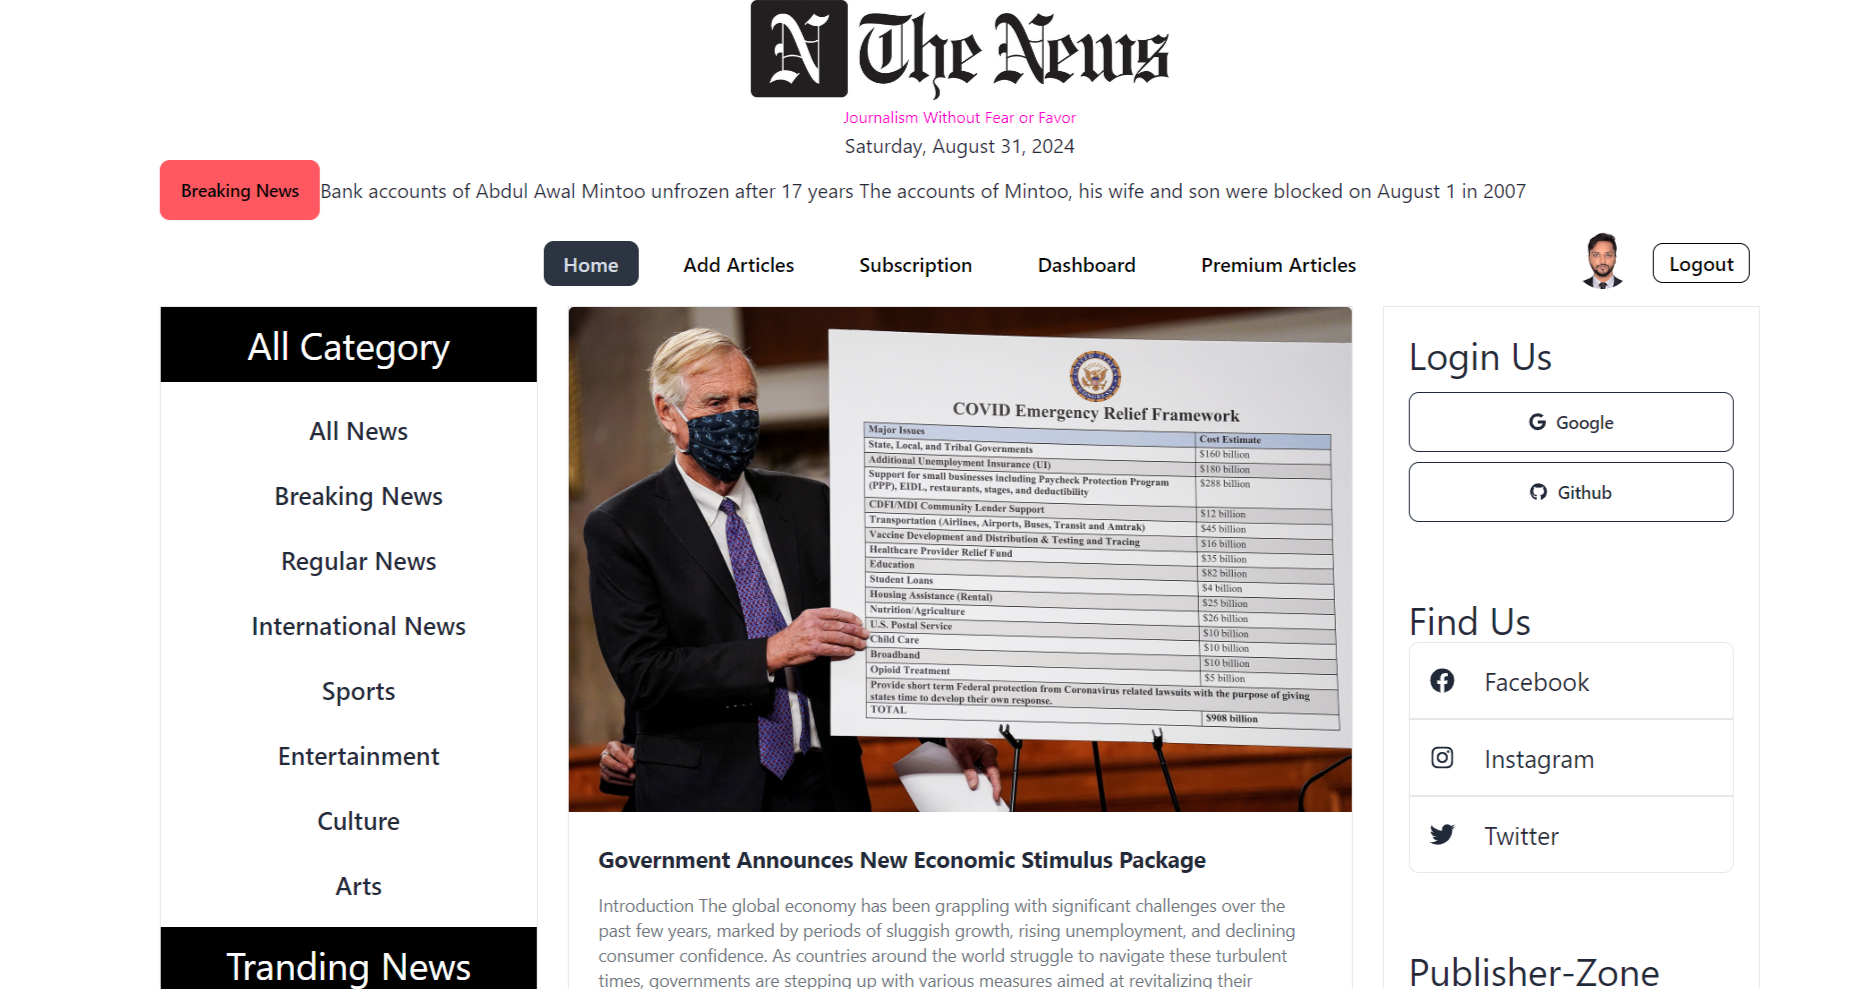 N The News
Journalism Without Fear or Favor
Saturday, August 31, 2024
Breaking News
Bank accounts of Abdul Awal Mintoo unfrozen after 17 years The accounts of Mintoo, his wife and son were blocked on August 1 in 2007
Home
Add Articles
Subscription
Dashboard
Premium Articles
Logout
All Category
All News
Breaking News
Regular News
International News
Sports
Entertainment
Culture
Arts
Tranding News
COVID Emergency Relief Framework
Major Issues Cost Estimate
State, Local, and Tribal Governments $160 billion
Additional Unemployment Insurance (UI) $180 billion
Support for small businesses including Paycheck Protection Program $288 billion
(PPP), EIDL, restaurants, stages, and deductibility
CDFI/MDI Community Lender Support $12 billion
Transportation (Airlines, Airports, Buses, Transit and Amtrak) $45 billion
Vaccine Development and Distribution & Testing and Tracing $16 billion
Healthcare Provider Relief Fund $35 billion
Education $82 billion
Student Loans $4 billion
Housing Assistance (Rental) $25 billion
Nutrition/Agriculture $26 billion
U.S. Postal Service $10 billion
Child Care $10 billion
Broadband $10 billion
Opioid Treatment $5 billion
Provide short term Federal protection from Coronavirus related lawsuits with the purpose of giving
states time to develop their own response.
TOTAL $908 billion
Government Announces New Economic Stimulus Package
Introduction The global economy has been grappling with significant challenges over the
past few years, marked by periods of sluggish growth, rising unemployment, and declining
consumer confidence. As countries around the world struggle to navigate these turbulent
times, governments are stepping up with various measures aimed at revitalizing their
Login Us
Google
Github
Find Us
Facebook
Instagram
Twitter
Publisher-Zone